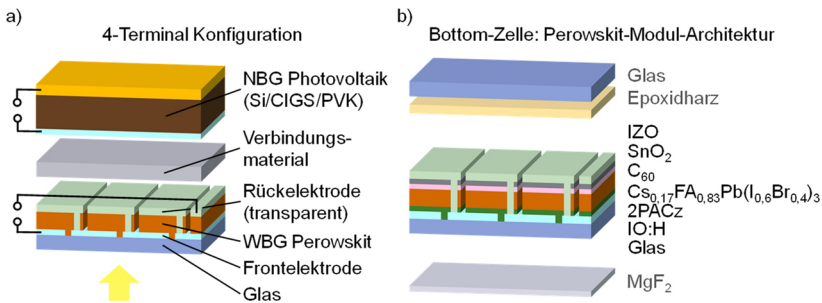 a)
4-Terminal Konfiguration
NBG Photovoltaik
(Si/CIGS/PVK)
Verbindungs-
material
Rückelektrode
(transparent)
WBG Perowskit
Frontelektrode
Glas
b)
Bottom-Zelle: Perowskit-Modul-Architektur
Glas
Epoxidharz
IZO
SnO₂
C₆₀
Cs₀,₁₇FA₀,₈₃Pb(I₀,₆Br₀,₄)₃
2PACz
IO:H
Glas
MgF₂